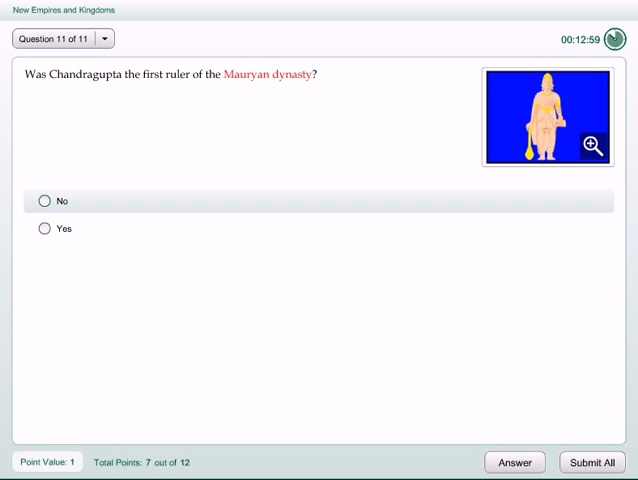 New Empires and Kingdoms
Question 11 of 11
00:12:59
Was Chandragupta the first ruler of the Mauryan dynasty?
No
Yes
Point Value: 1
Total Points: 7 out of 12
Answer
Submit All